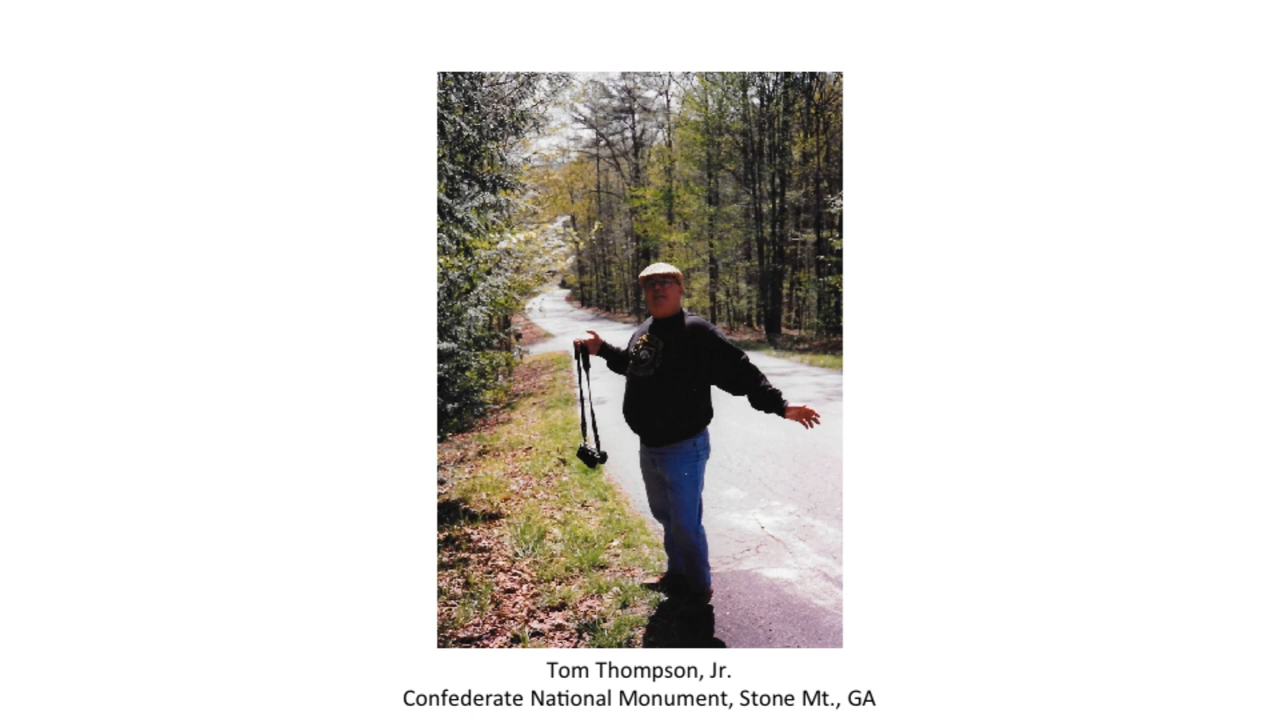 Tom Thompson, Jr.
Confederate National Monument, Stone Mt., GA